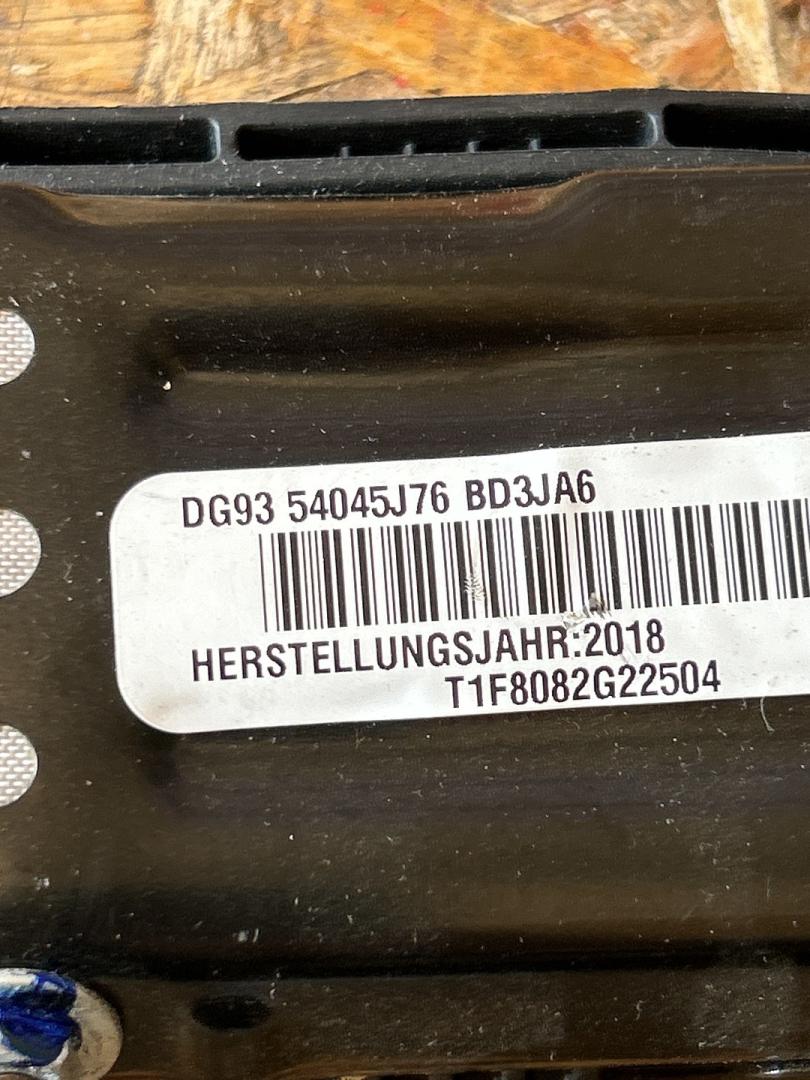 DG93 54045J76 BD3JA6
HERSTELLUNGSJAHR:2018
T1F8082G22504